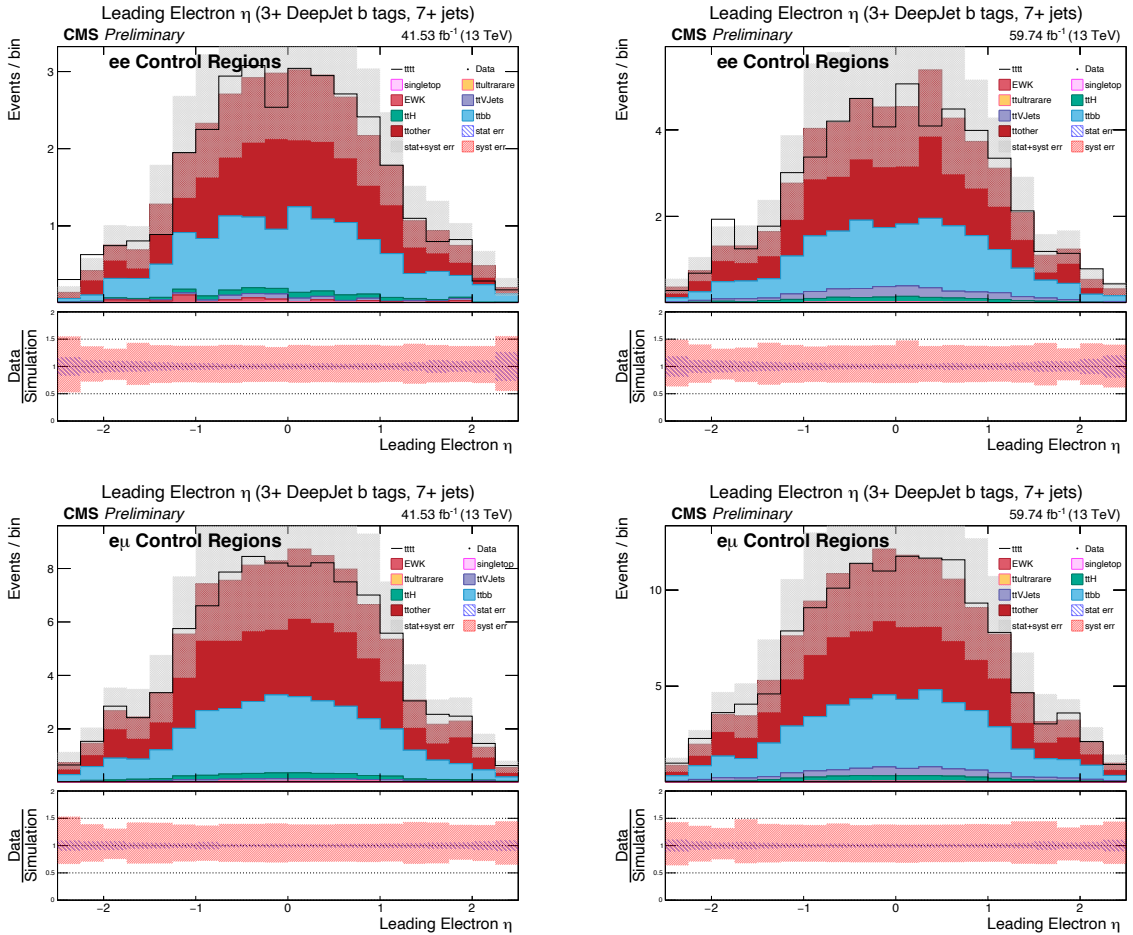 Leading Electron η (3+ DeepJet b tags, 7+ jets)
CMS Preliminary 41.53 fb⁻¹ (13 TeV)
ee Control Regions
Events / bin
3
2
1
tttt Data
singletop ttultrarare
EWK ttVJets
ttH ttbb
ttother stat err
stat+syst err syst err
Data
Simulation
2
1.5
1
0.5
0
−2 −1 0 1 2
Leading Electron η
Leading Electron η (3+ DeepJet b tags, 7+ jets)
CMS Preliminary 59.74 fb⁻¹ (13 TeV)
ee Control Regions
Events / bin
4
2
tttt Data
EWK singletop
ttultrarare ttVJets
ttVJets ttH
ttH ttbb
ttother stat err
stat+syst err syst err
Data
Simulation
2
1.5
1
0.5
0
−2 −1 0 1 2
Leading Electron η
Leading Electron η (3+ DeepJet b tags, 7+ jets)
CMS Preliminary 41.53 fb⁻¹ (13 TeV)
eμ Control Regions
Events / bin
8
6
4
2
tttt Data
EWK singletop
ttultrarare ttVJets
ttH ttbb
ttother stat err
stat+syst err syst err
Data
Simulation
2
1.5
1
0.5
0
−2 −1 0 1 2
Leading Electron η
Leading Electron η (3+ DeepJet b tags, 7+ jets)
CMS Preliminary 59.74 fb⁻¹ (13 TeV)
eμ Control Regions
Events / bin
10
5
tttt Data
EWK singletop
ttultrarare ttH
ttVJets ttbb
ttother stat err
stat+syst err syst err
Data
Simulation
2
1.5
1
0.5
0
−2 −1 0 1 2
Leading Electron η